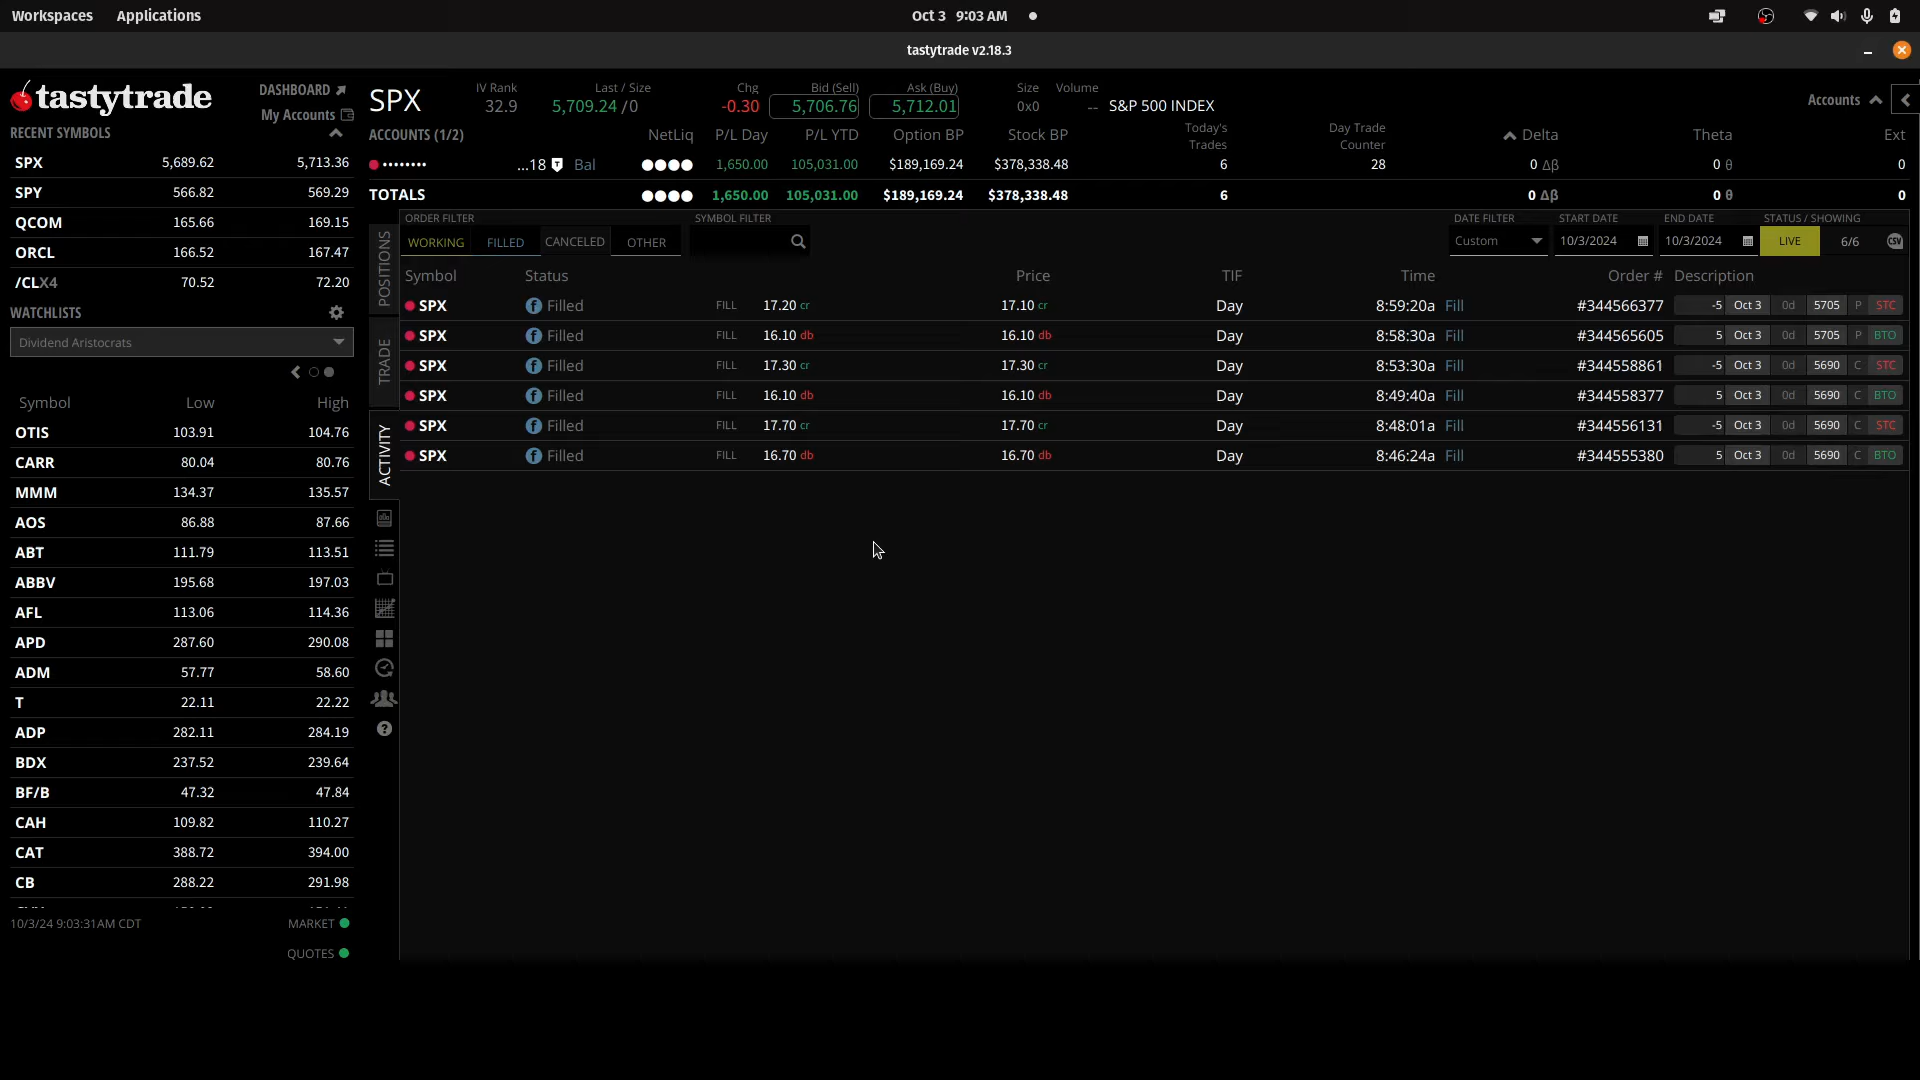 Workspaces Applications Oct 3 9:03 AM
tastytrade v2.18.3
tastytrade DASHBOARD
My Accounts
RECENT SYMBOLS
SPX 5,689.62 5,713.36
SPY 566.82 569.29
QCOM 165.66 169.15
ORCL 166.52 167.47
/CLX4 70.52 72.20
WATCHLISTS
Dividend Aristocrats
Symbol Low High
OTIS 103.91 104.76
CARR 80.04 80.76
MMM 134.37 135.57
AOS 86.88 87.66
ABT 111.79 113.51
ABBV 195.68 197.03
AFL 113.06 114.36
APD 287.60 290.08
ADM 57.77 58.60
T 22.11 22.22
ADP 282.11 284.19
BDX 237.52 239.64
BF/B 47.32 47.84
CAH 109.82 110.27
CAT 388.72 394.00
CB 288.22 291.98
10/3/24 9:03:31AM CDT MARKET
QUOTES
IV Rank Last / Size Chg Bid (Sell) Ask (Buy) Size Volume
SPX 32.9 5,709.24 /0 -0.30 5,706.76 5,712.01 0x0 -- S&P 500 INDEX Accounts
ACCOUNTS (1/2) NetLiq P/L Day P/L YTD Option BP Stock BP Today's Trades Day Trade Counter Delta Theta Ext
•••••••• ...18 T Bal ●●●● 1,650.00 105,031.00 $189,169.24 $378,338.48 6 28 0 Δβ 0 θ 0
TOTALS ●●●● 1,650.00 105,031.00 $189,169.24 $378,338.48 6 0 Δβ 0 θ 0
POSITIONS
TRADE
ACTIVITY
ORDER FILTER SYMBOL FILTER DATE FILTER START DATE END DATE STATUS / SHOWING
WORKING FILLED CANCELED OTHER Custom 10/3/2024 10/3/2024 LIVE 6/6 CSV
Symbol Status Price TIF Time Order # Description
SPX f Filled FILL 17.20 cr 17.10 cr Day 8:59:20a Fill #344566377 -5 Oct 3 0d 5705 P STC
SPX f Filled FILL 16.10 db 16.10 db Day 8:58:30a Fill #344565605 5 Oct 3 0d 5705 P BTO
SPX f Filled FILL 17.30 cr 17.30 cr Day 8:53:30a Fill #344558861 -5 Oct 3 0d 5690 C STC
SPX f Filled FILL 16.10 db 16.10 db Day 8:49:40a Fill #344558377 5 Oct 3 0d 5690 C BTO
SPX f Filled FILL 17.70 cr 17.70 cr Day 8:48:01a Fill #344556131 -5 Oct 3 0d 5690 C STC
SPX f Filled FILL 16.70 db 16.70 db Day 8:46:24a Fill #344555380 5 Oct 3 0d 5690 C BTO